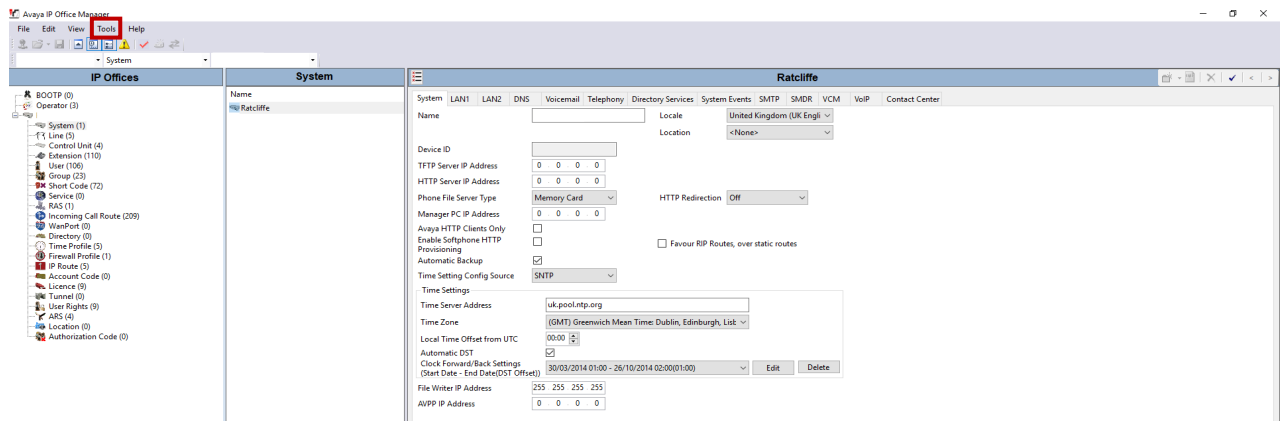 Avaya IP Office Manager
File Edit View Tools Help
System
IP Offices
BOOTP (0)
Operator (3)
System (1)
Line (5)
Control Unit (4)
Extension (110)
User (106)
Group (23)
Short Code (72)
Service (0)
RAS (1)
Incoming Call Route (209)
WanPort (0)
Directory (0)
Time Profile (5)
Firewall Profile (1)
IP Route (5)
Account Code (0)
Licence (9)
Tunnel (0)
User Rights (9)
ARS (4)
Location (0)
Authorization Code (0)
System
Name
Ratcliffe
Ratcliffe
System LAN1 LAN2 DNS Voicemail Telephony Directory Services System Events SMTP SMDR VCM VoIP Contact Center
Name Locale United Kingdom (UK Engli
Location <None>
Device ID
TFTP Server IP Address 0 . 0 . 0 . 0
HTTP Server IP Address 0 . 0 . 0 . 0
Phone File Server Type Memory Card HTTP Redirection Off
Manager PC IP Address 0 . 0 . 0 . 0
Avaya HTTP Clients Only
Enable Softphone HTTP
Provisioning
Favour RIP Routes, over static routes
Automatic Backup
Time Setting Config Source SNTP
Time Settings
Time Server Address uk.pool.ntp.org
Time Zone (GMT) Greenwich Mean Time: Dublin, Edinburgh, Lisb
Local Time Offset from UTC 00:00
Automatic DST
Clock Forward/Back Settings
(Start Date - End Date(DST Offset)) 30/03/2014 01:00 - 26/10/2014 02:00(01:00) Edit Delete
File Writer IP Address 255 . 255 . 255 . 255
AVPP IP Address 0 . 0 . 0 . 0